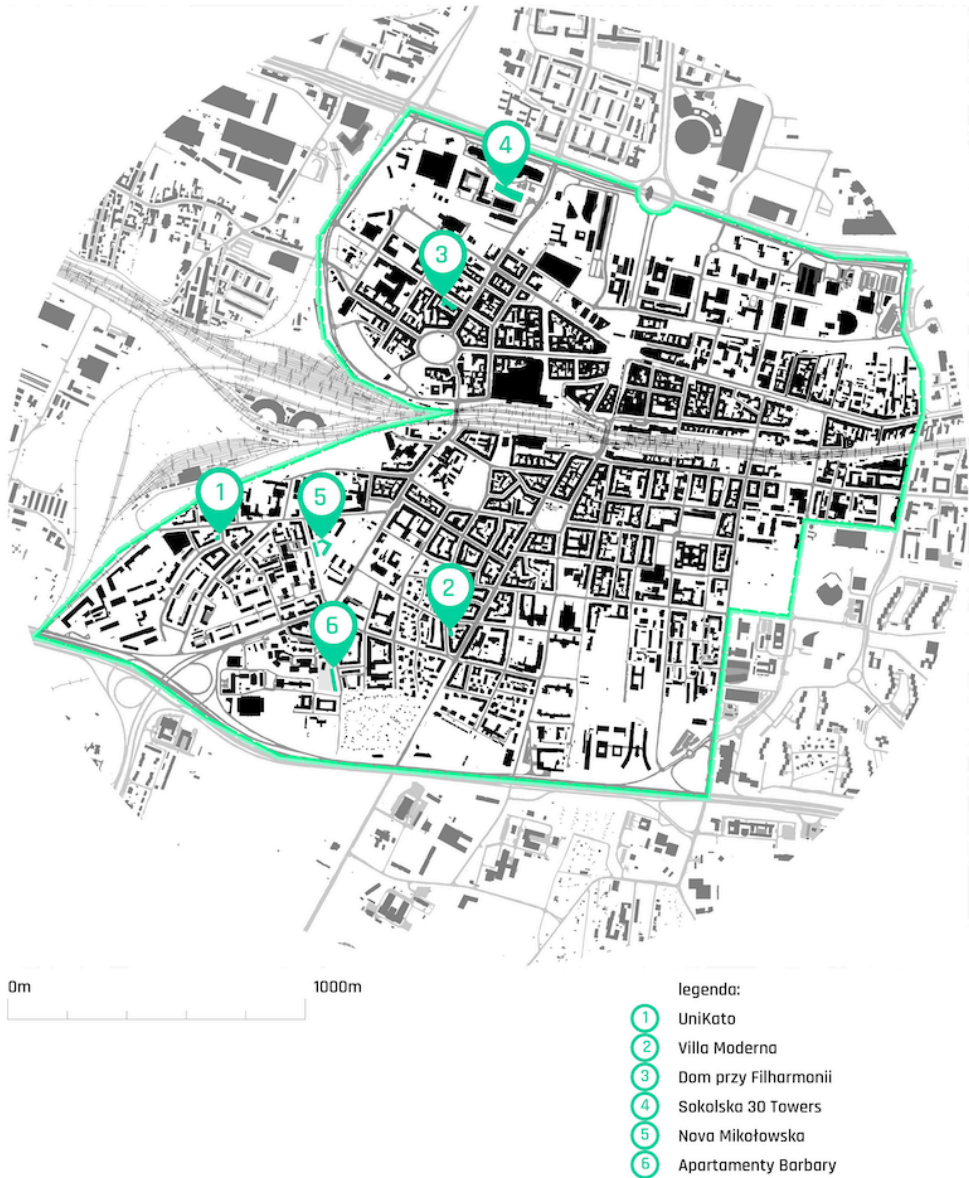 4
3
1
5
2
6
0m 1000m
legenda:
1 UniKato
2 Villa Moderna
3 Dom przy Filharmonii
4 Sokolska 30 Towers
5 Nova Mikołowska
6 Apartamenty Barbary